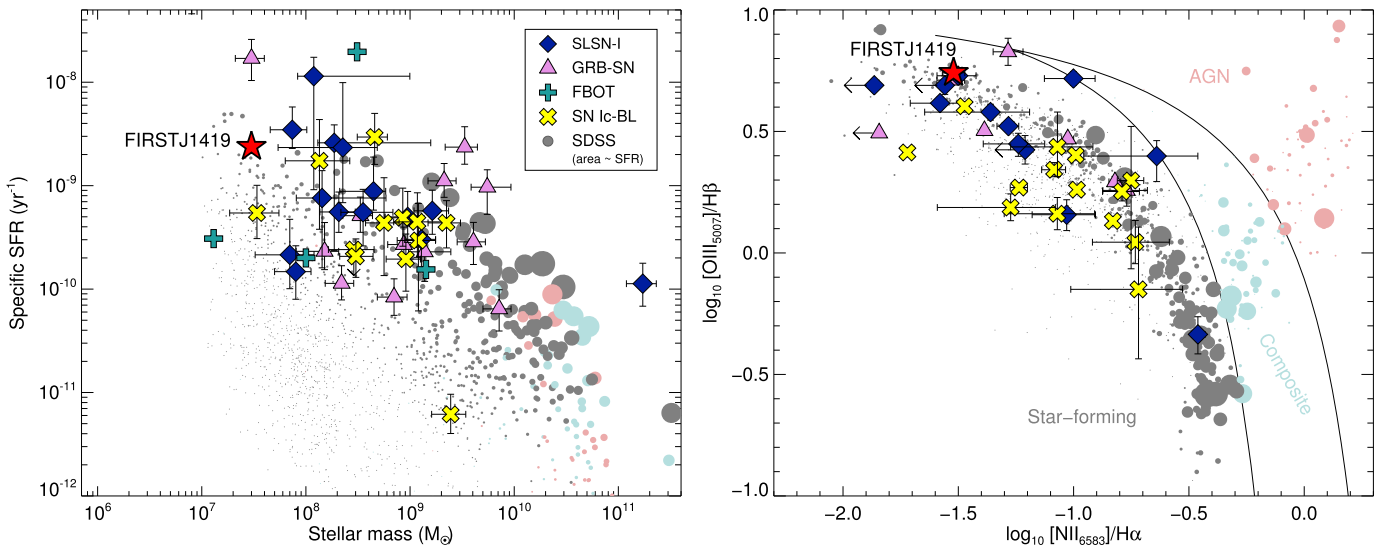 Specific SFR (yr⁻¹)
10⁻⁸
10⁻⁹
10⁻¹⁰
10⁻¹¹
10⁻¹²
FIRSTJ1419
SLSN-I
GRB-SN
FBOT
SN Ic-BL
SDSS
(area ~ SFR)
10⁶ 10⁷ 10⁸ 10⁹ 10¹⁰ 10¹¹
Stellar mass (M☉)
log₁₀ [OIII₅₀₀₇]/Hβ
1.0
0.5
0.0
−0.5
−1.0
FIRSTJ1419
AGN
Composite
Star−forming
−2.0 −1.5 −1.0 −0.5 0.0
log₁₀ [NII₆₅₈₃]/Hα